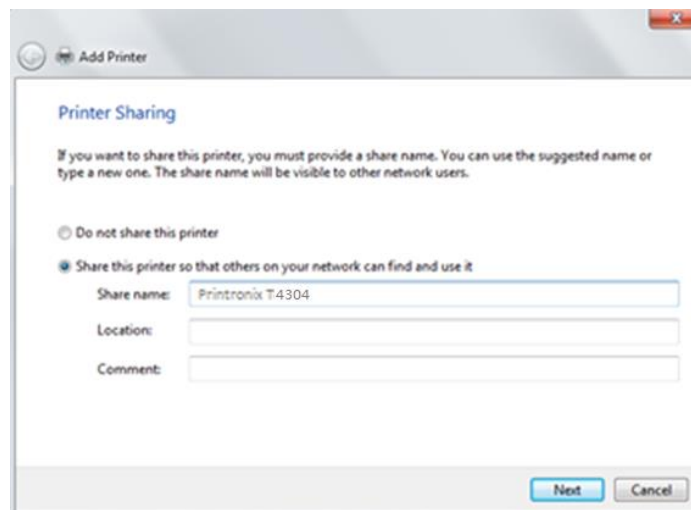 Add Printer
Printer Sharing
If you want to share this printer, you must provide a share name. You can use the suggested name or
type a new one. The share name will be visible to other network users.
Do not share this printer
Share this printer so that others on your network can find and use it
Share name: Printronix T4304
Location:
Comment:
Next Cancel